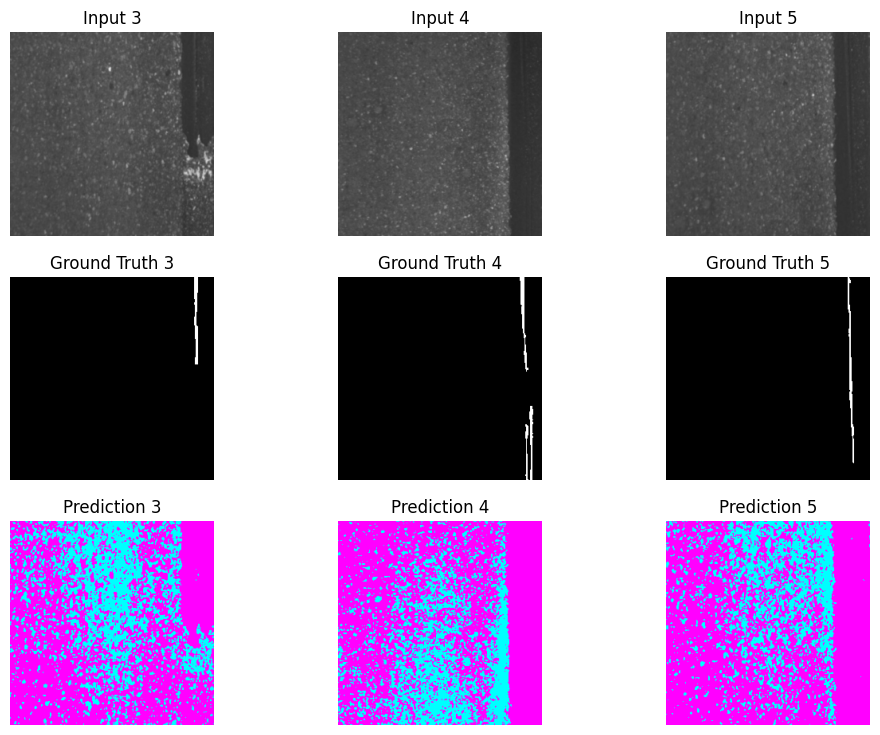 Input 3
Input 4
Input 5
Ground Truth 3
Ground Truth 4
Ground Truth 5
Prediction 3
Prediction 4
Prediction 5